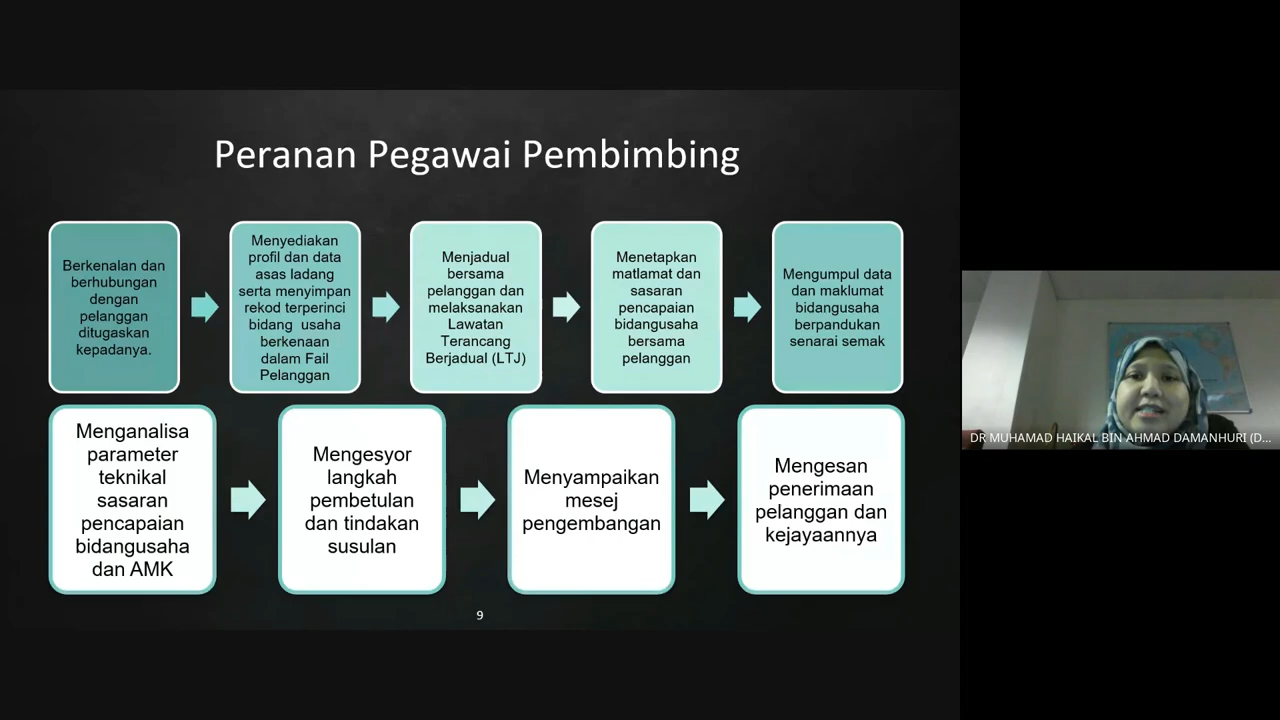 Peranan Pegawai Pembimbing
Berkenalan dan
berhubungan
dengan
pelanggan
ditugaskan
kepadanya.
Menyediakan
profil dan data
asas ladang
serta menyimpan
rekod terperinci
bidang usaha
berkenaan
dalam Fail
Pelanggan
Menjadual
bersama
pelanggan dan
melaksanakan
Lawatan
Terancang
Berjadual (LTJ)
Menetapkan
matlamat dan
sasaran
pencapaian
bidangusaha
bersama
pelanggan
Mengumpul data
dan maklumat
bidangusaha
berpandukan
senarai semak
Menganalisa
parameter
teknikal
sasaran
pencapaian
bidangusaha
dan AMK
Mengesyor
langkah
pembetulan
dan tindakan
susulan
Menyampaikan
mesej
pengembangan
Mengesan
penerimaan
pelanggan dan
kejayaannya
9
DR MUHAMAD HAIKAL BIN AHMAD DAMANHURI (D...